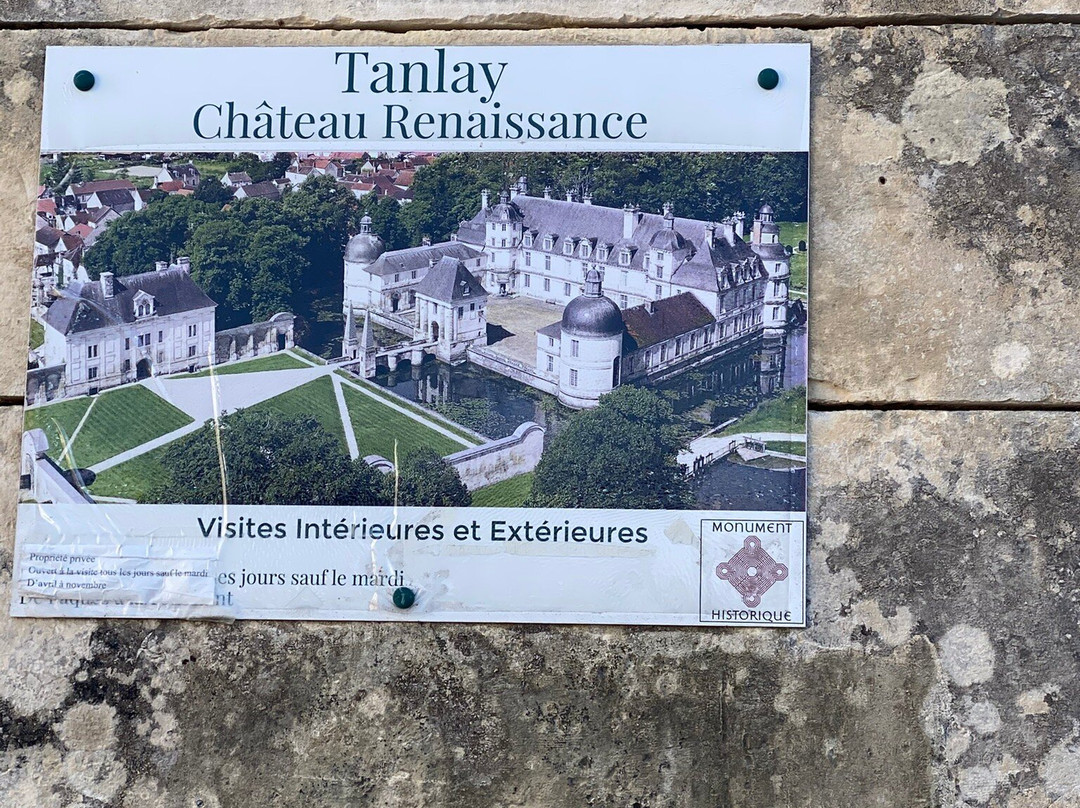 Tanlay
Château Renaissance
Visites Intérieures et Extérieures
Propriété privée
Ouvert à la visite tous les jours sauf le mardi
D'avril à novembre
es jours sauf le mardi
MONUMENT
HISTORIQUE